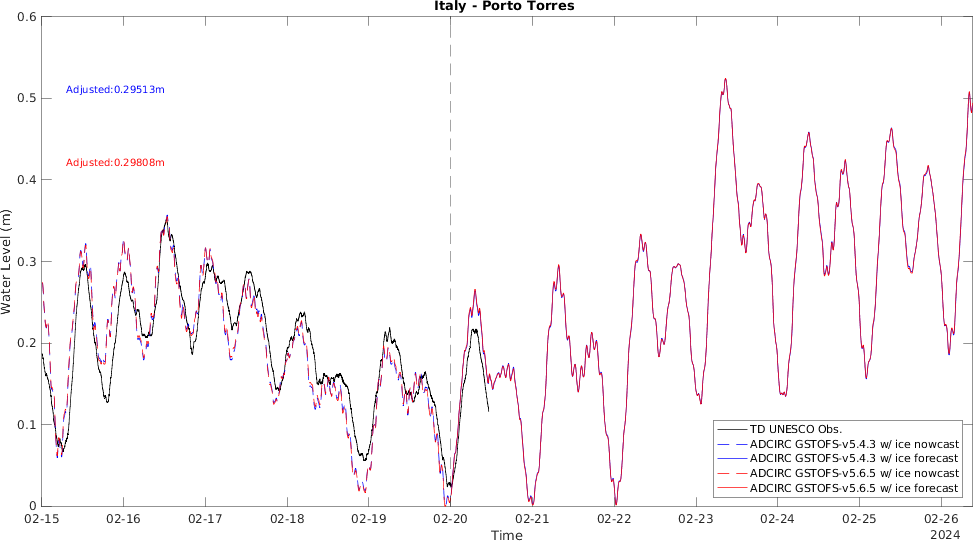 Italy - Porto Torres
0.6
0.5
0.4
0.3
0.2
0.1
0
Water Level (m)
Adjusted:0.29513m
Adjusted:0.29808m
TD UNESCO Obs.
ADCIRC GSTOFS-v5.4.3 w/ ice nowcast
ADCIRC GSTOFS-v5.4.3 w/ ice forecast
ADCIRC GSTOFS-v5.6.5 w/ ice nowcast
ADCIRC GSTOFS-v5.6.5 w/ ice forecast
02-15 02-16 02-17 02-18 02-19 02-20 02-21 02-22 02-23 02-24 02-25 02-26
Time
2024